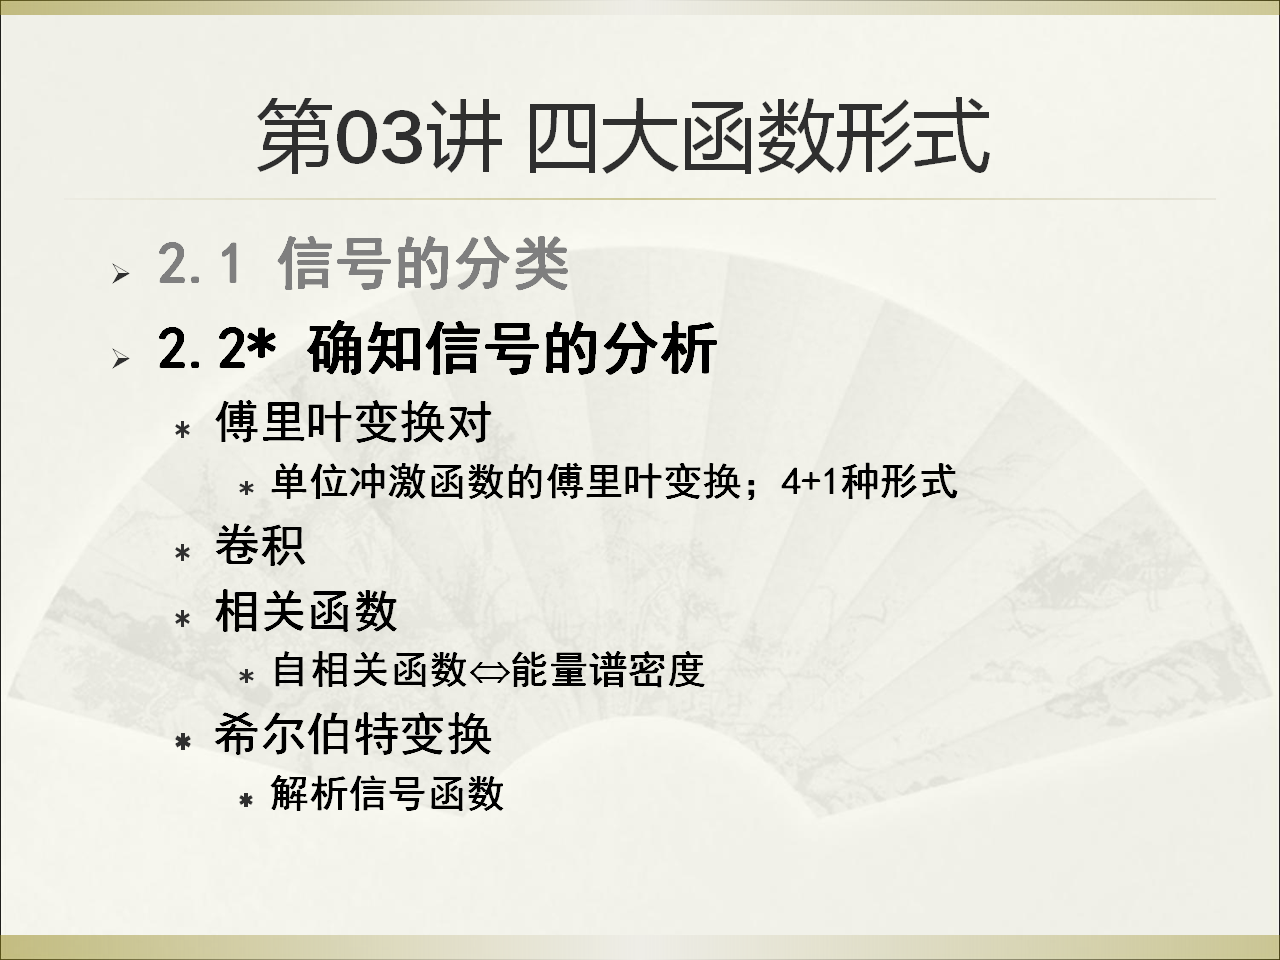 第03讲 四大函数形式
2.1 信号的分类
2.2* 确知信号的分析
傅里叶变换对
单位冲激函数的傅里叶变换；4+1种形式
卷积
相关函数
自相关函数⇔能量谱密度
希尔伯特变换
解析信号函数